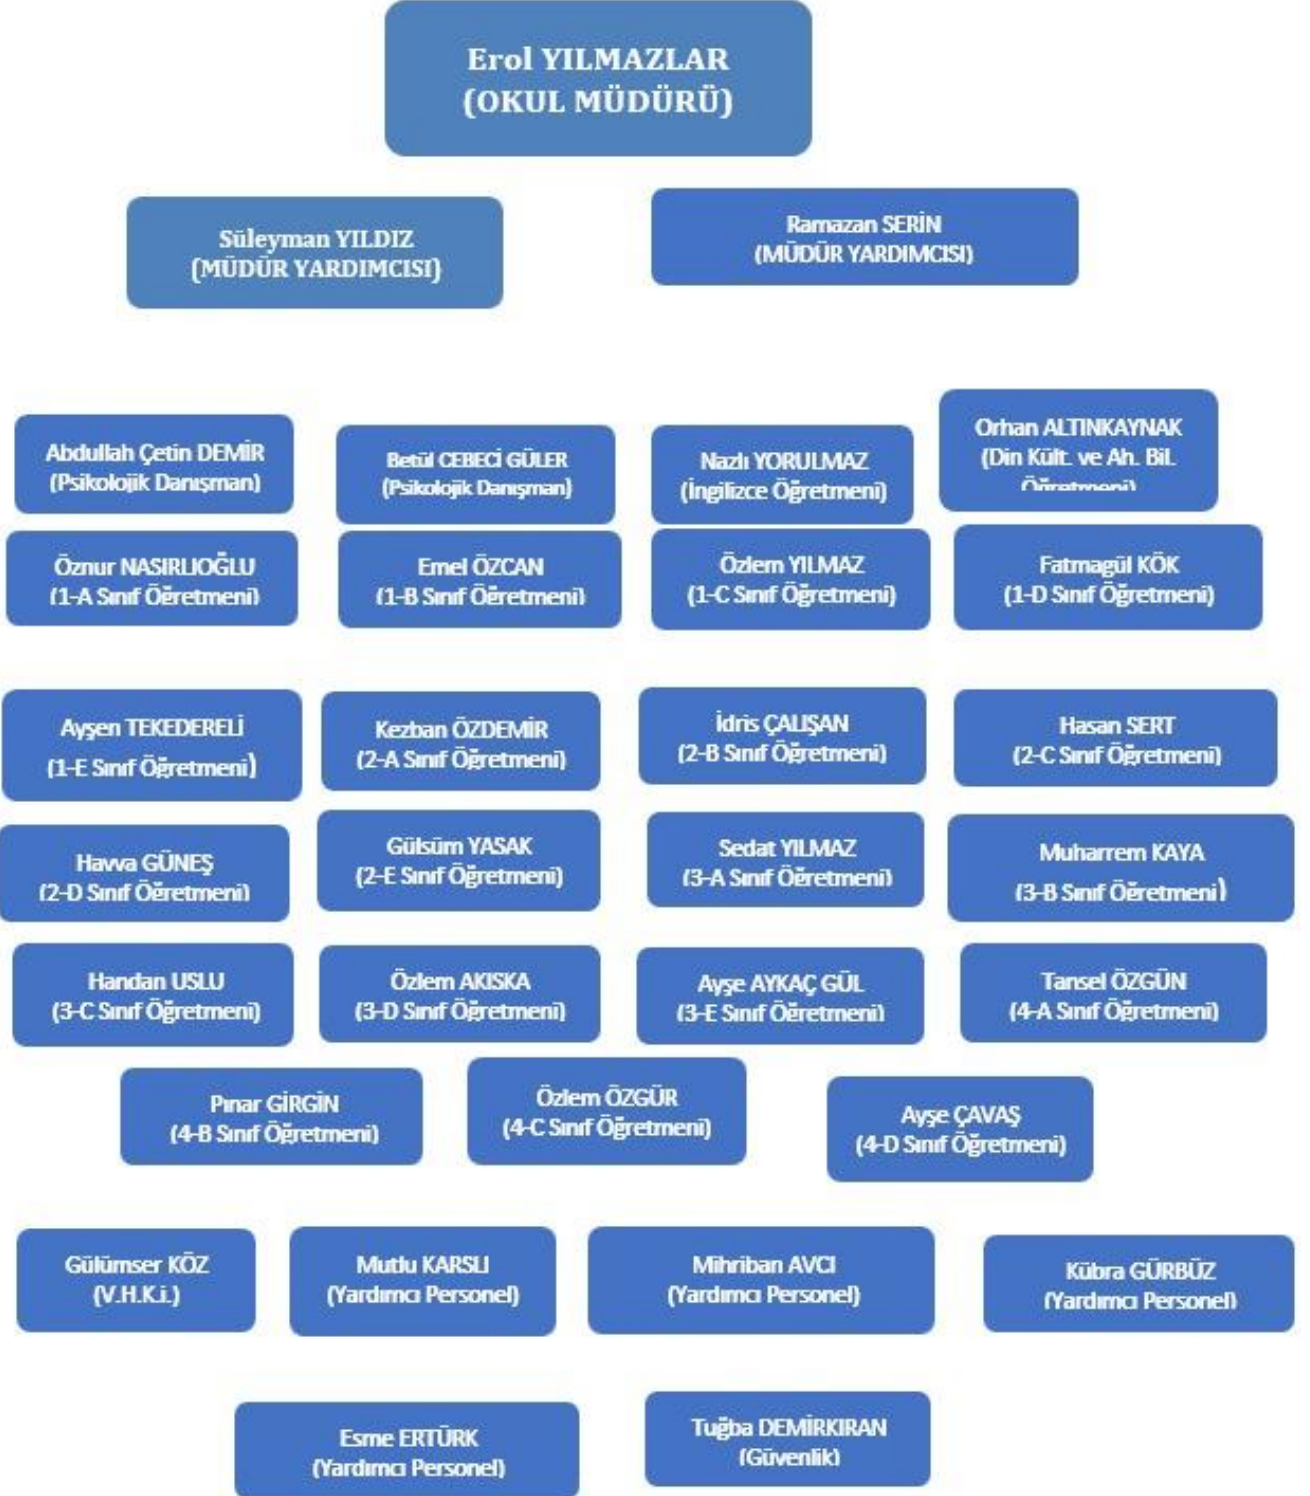 Erol YILMAZLAR
(OKUL MÜDÜRÜ)
Süleyman YILDIZ
(MÜDÜR YARDIMCISI)
Ramazan SERİN
(MÜDÜR YARDIMCISI)
Abdullah Çetin DEMİR
(Psikolojik Danışman)
Betül CEBECİ GÜLER
(Psikolojik Danışman)
Nazlı YORULMAZ
(İngilizce Öğretmeni)
Orhan ALTINKAYNAK
(Din Kült. ve Ah. Bil.
Öğretmeni)
Öznur NASIRLIOĞLU
(1-A Sınıf Öğretmeni)
Emel ÖZCAN
(1-B Sınıf Öğretmeni)
Özlem YILMAZ
(1-C Sınıf Öğretmeni)
Fatmagül KÖK
(1-D Sınıf Öğretmeni)
Ayşen TEKEDERELİ
(1-E Sınıf Öğretmeni)
Kezban ÖZDEMİR
(2-A Sınıf Öğretmeni)
İdris ÇALIŞAN
(2-B Sınıf Öğretmeni)
Hasan SERT
(2-C Sınıf Öğretmeni)
Havva GÜNEŞ
(2-D Sınıf Öğretmeni)
Gülsüm YASAK
(2-E Sınıf Öğretmeni)
Sedat YILMAZ
(3-A Sınıf Öğretmeni)
Muharrem KAYA
(3-B Sınıf Öğretmeni)
Handan USLU
(3-C Sınıf Öğretmeni)
Özlem AKISKA
(3-D Sınıf Öğretmeni)
Ayşe AYKAÇ GÜL
(3-E Sınıf Öğretmeni)
Tansel ÖZGÜN
(4-A Sınıf Öğretmeni)
Pınar GİRGİN
(4-B Sınıf Öğretmeni)
Özlem ÖZGÜR
(4-C Sınıf Öğretmeni)
Ayşe ÇAVAŞ
(4-D Sınıf Öğretmeni)
Gülümser KÖZ
(V.H.K.i.)
Mutlu KARSLI
(Yardımcı Personel)
Mihriban AVCI
(Yardımcı Personel)
Kübra GÜRBÜZ
(Yardımcı Personel)
Esme ERTÜRK
(Yardımcı Personel)
Tuğba DEMİRKIRAN
(Güvenlik)